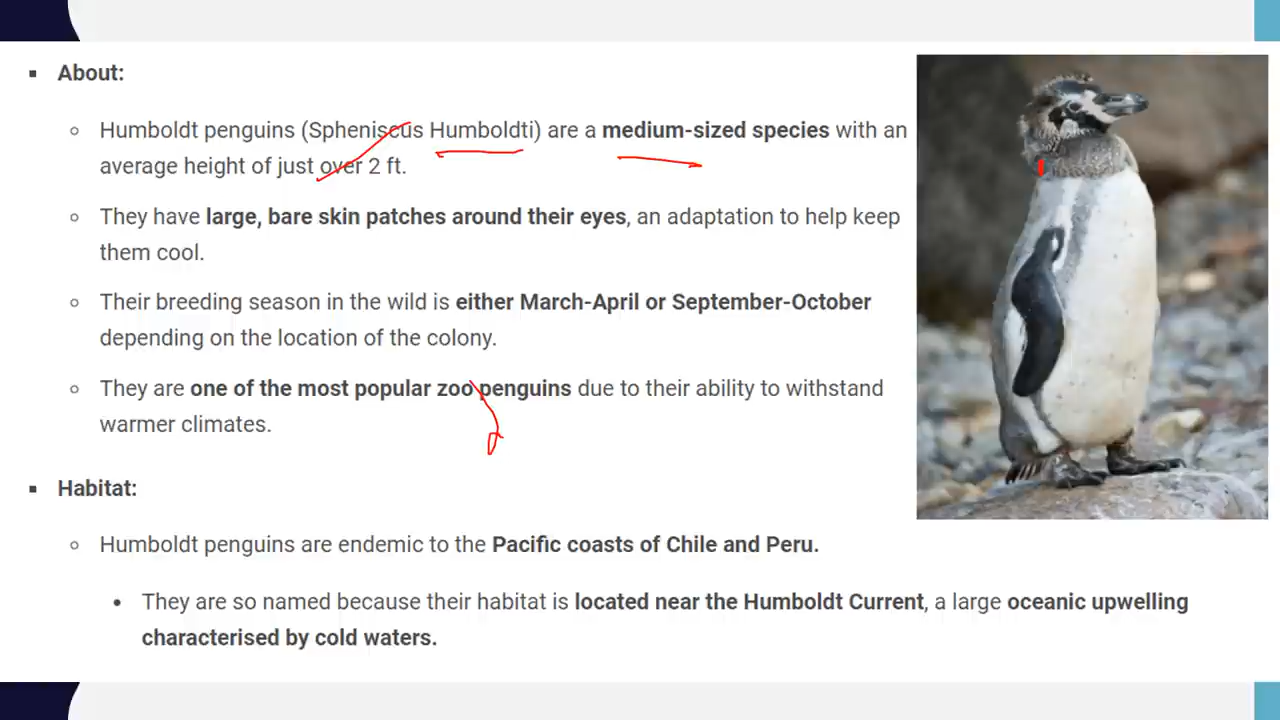 About:
Humboldt penguins (Spheniscus Humboldti) are a medium-sized species with an
average height of just over 2 ft.
They have large, bare skin patches around their eyes, an adaptation to help keep
them cool.
Their breeding season in the wild is either March-April or September-October
depending on the location of the colony.
They are one of the most popular zoo penguins due to their ability to withstand
warmer climates.
Habitat:
Humboldt penguins are endemic to the Pacific coasts of Chile and Peru.
They are so named because their habitat is located near the Humboldt Current, a large oceanic upwelling
characterised by cold waters.